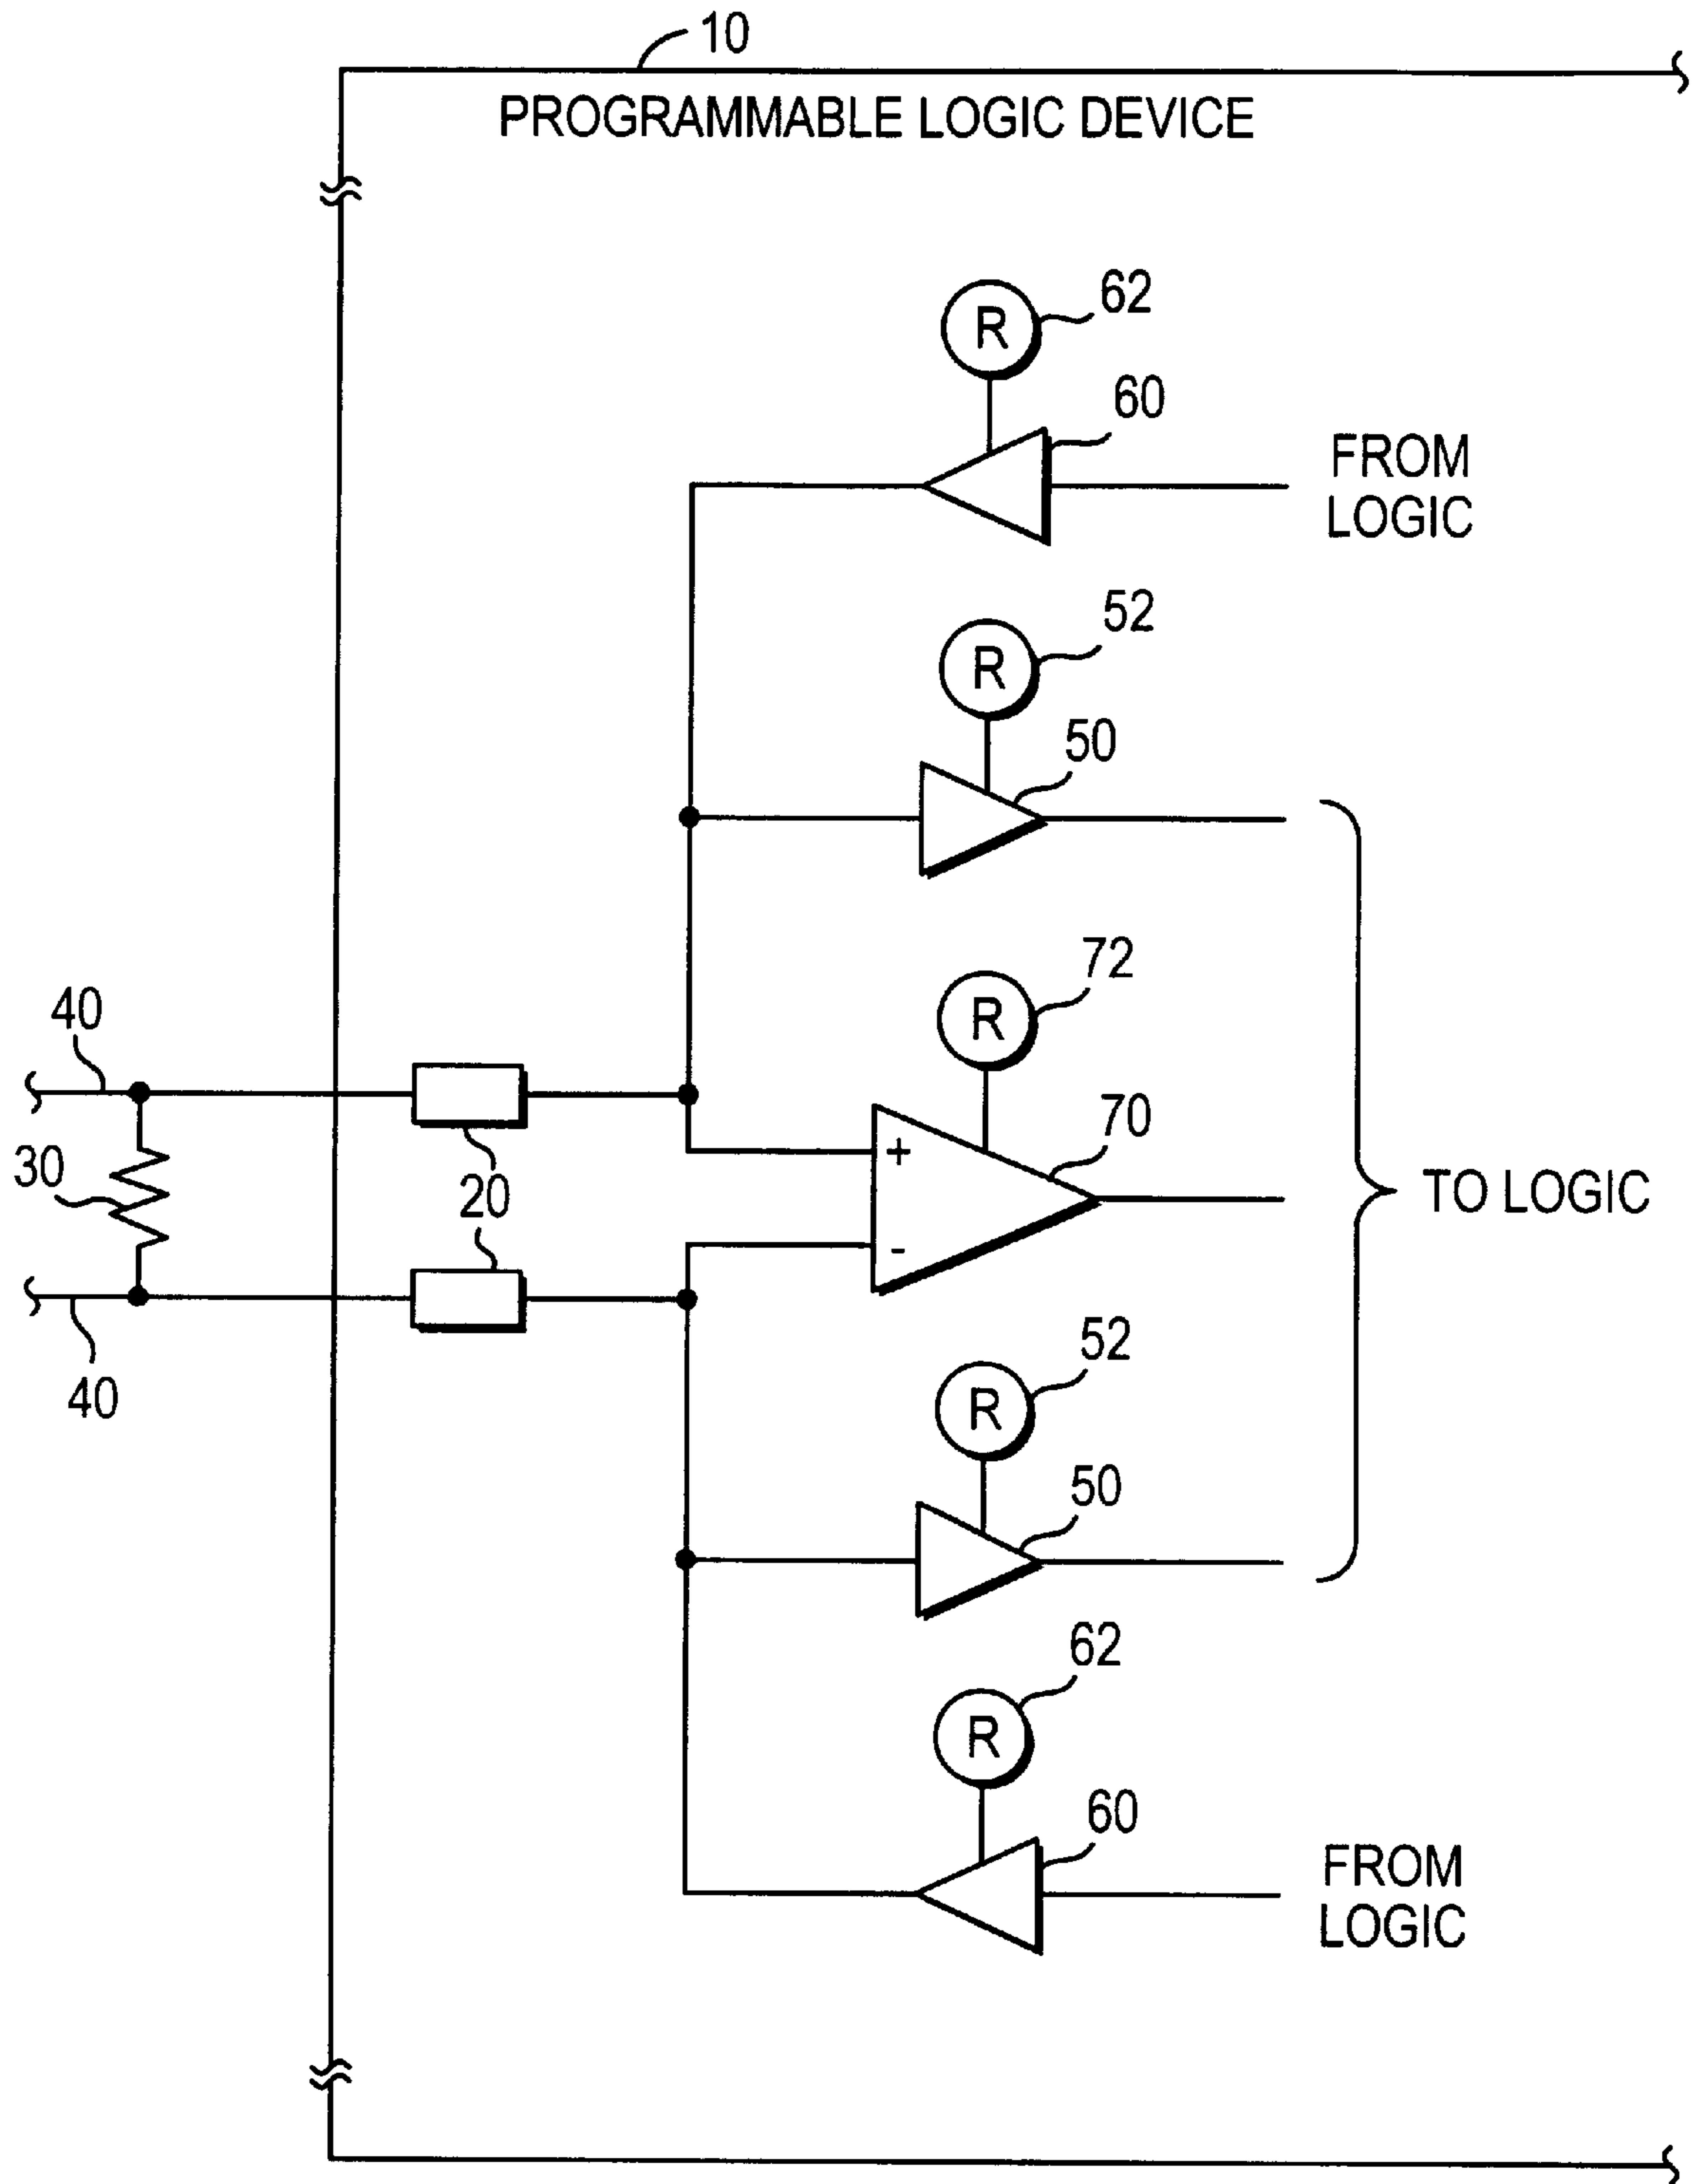 10
PROGRAMMABLE LOGIC DEVICE
62
R
60
FROM
LOGIC
52
R
50
72
R
40
70
+
30
20
TO LOGIC
-
52
40
R
50
62
R
60
FROM
LOGIC